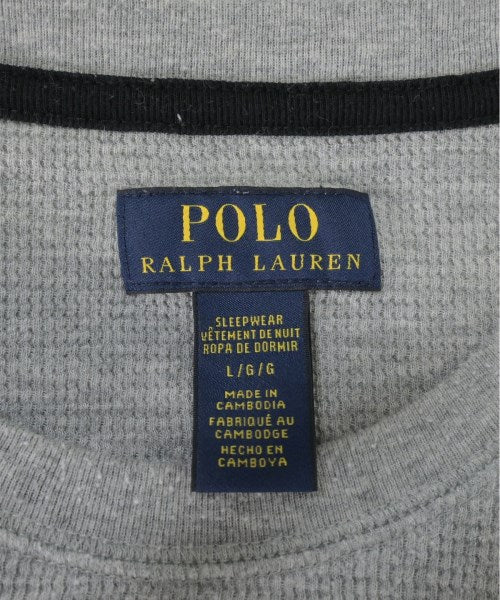 POLO
RALPH LAUREN
SLEEPWEAR
VÊTEMENT DE NUIT
ROPA DE DORMIR
L/G/G
MADE IN
CAMBODIA
FABRIQUÉ AU
CAMBODGE
HECHO EN
CAMBOYA